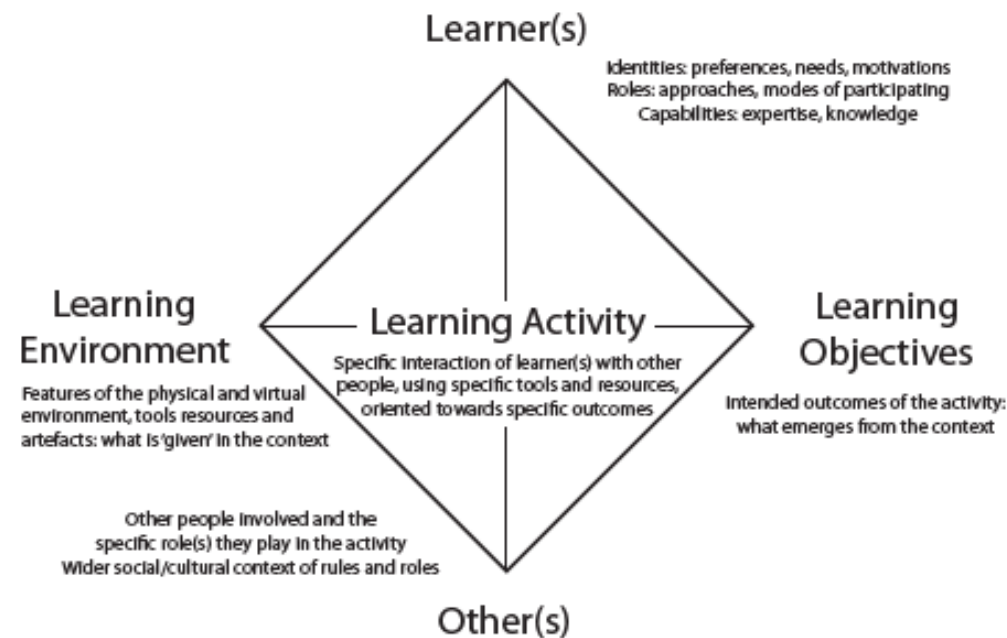 Learner(s)
Identities: preferences, needs, motivations
Roles: approaches, modes of participating
Capabilities: expertise, knowledge
Learning
Environment
Features of the physical and virtual
environment, tools resources and
artefacts: what is 'given' in the context
Learning Activity
Specific interaction of learner(s) with other
people, using specific tools and resources,
oriented towards specific outcomes
Learning
Objectives
Intended outcomes of the activity:
what emerges from the context
Other people involved and the
specific role(s) they play in the activity
Wider social/cultural context of rules and roles
Other(s)